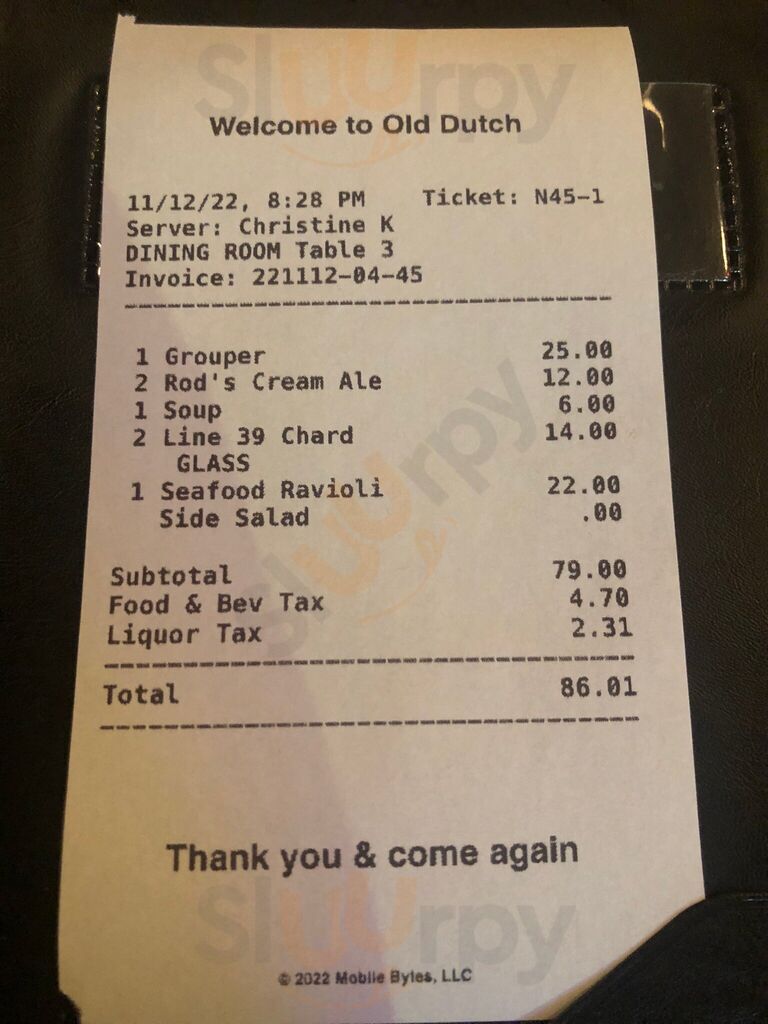 Sluurpy
Welcome to Old Dutch
11/12/22, 8:28 PM Ticket: N45-1
Server: Christine K
DINING ROOM Table 3
Invoice: 221112-04-45
1 Grouper 25.00
2 Rod's Cream Ale 12.00
1 Soup 6.00
2 Line 39 Chard 14.00
GLASS
1 Seafood Ravioli 22.00
Side Salad .00
Sluurpy
Subtotal 79.00
Food & Bev Tax 4.70
Liquor Tax 2.31
Total 86.01
Thank you & come again
Sluurpy
© 2022 Mobile Bytes, LLC